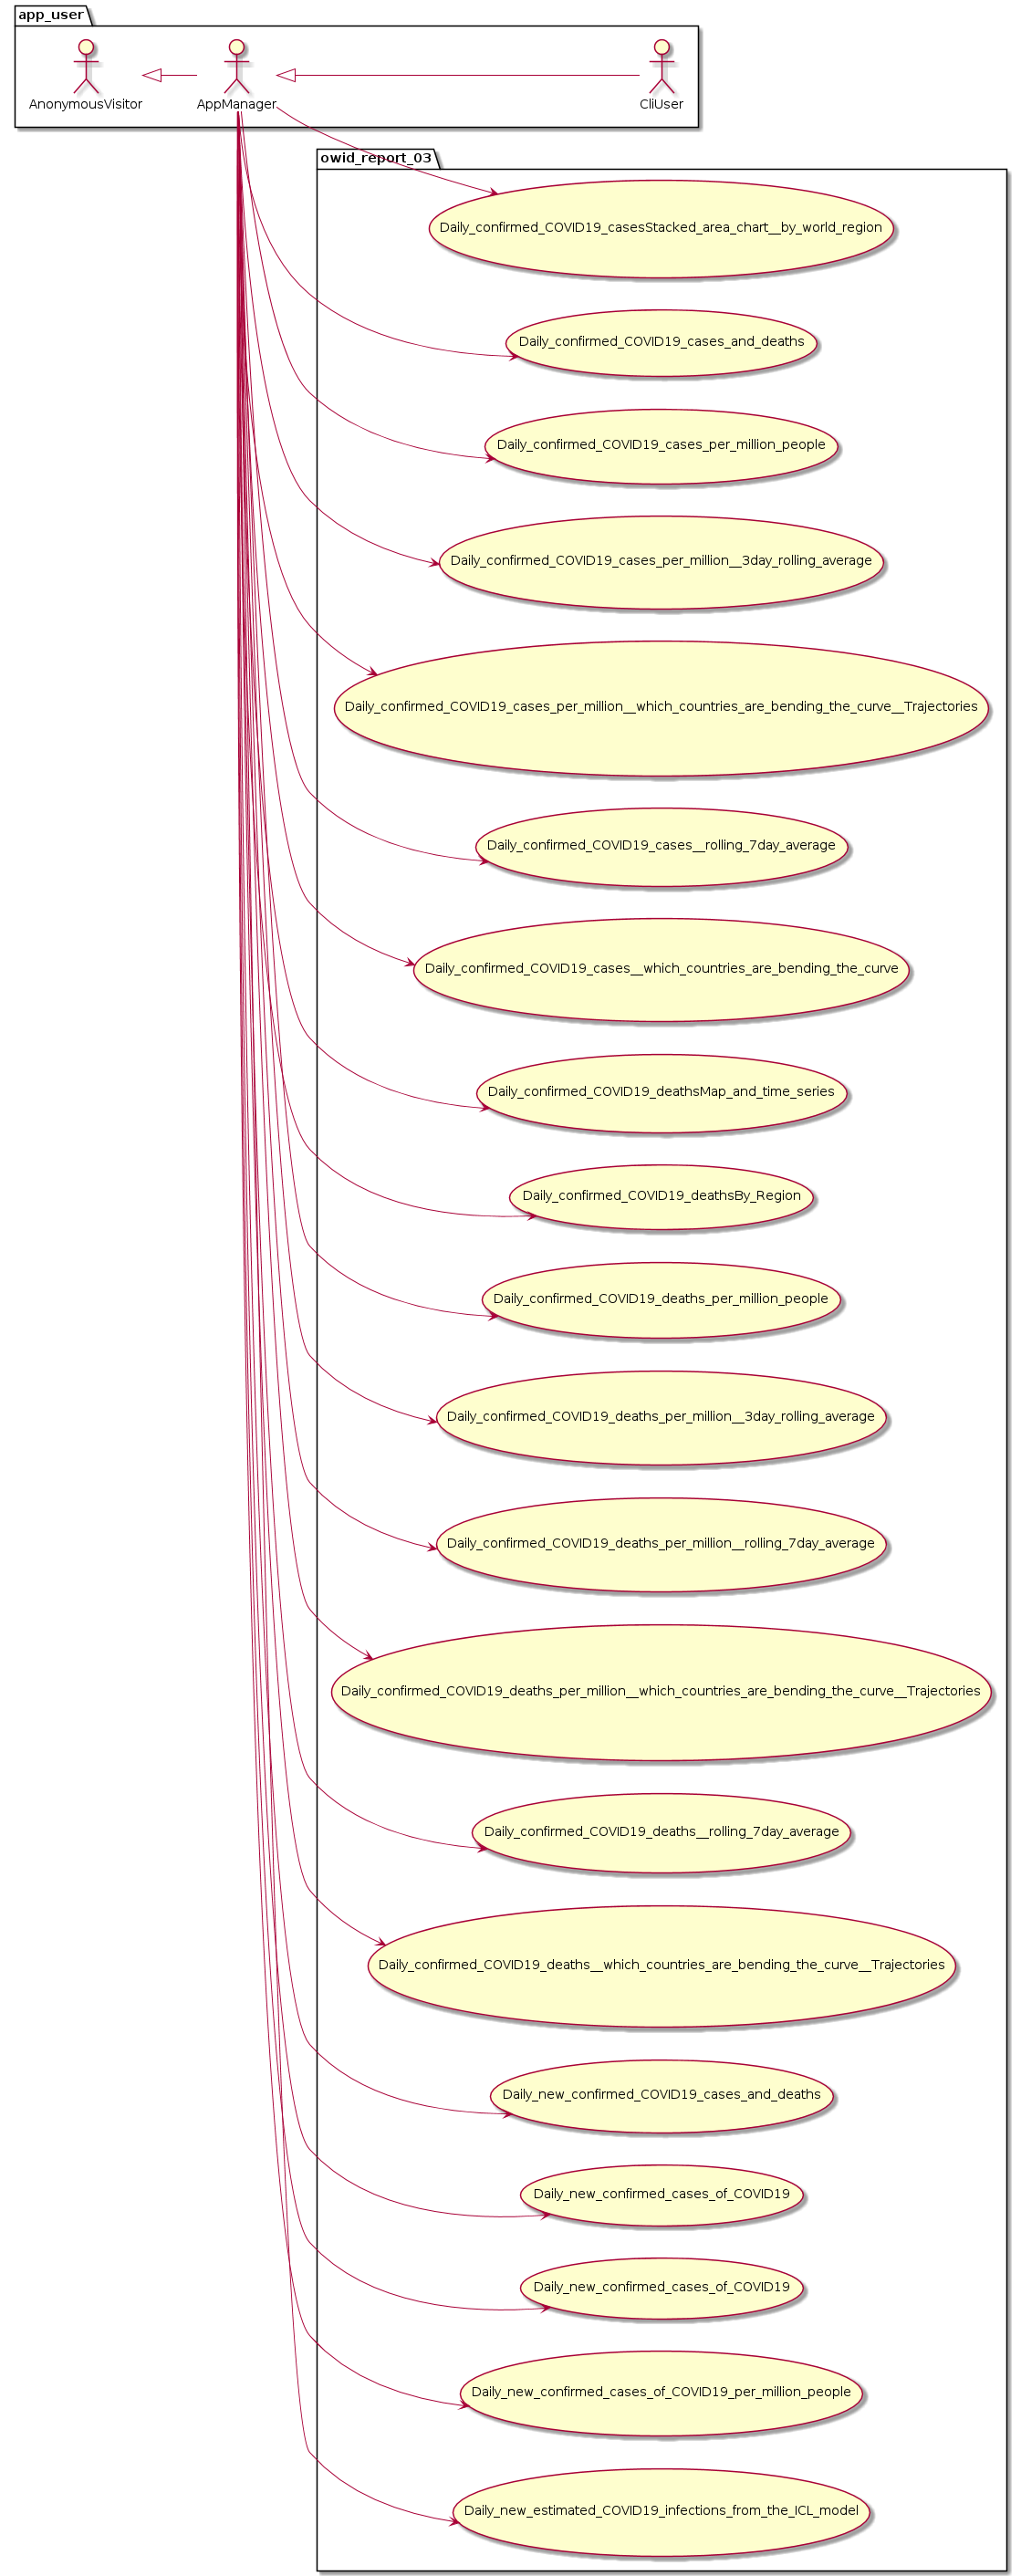 app_user
AnonymousVisitor
AppManager
CliUser
owid_report_03
Daily_confirmed_COVID19_casesStacked_area_chart__by_world_region
Daily_confirmed_COVID19_cases_and_deaths
Daily_confirmed_COVID19_cases_per_million_people
Daily_confirmed_COVID19_cases_per_million__3day_rolling_average
Daily_confirmed_COVID19_cases_per_million__which_countries_are_bending_the_curve__Trajectories
Daily_confirmed_COVID19_cases__rolling_7day_average
Daily_confirmed_COVID19_cases__which_countries_are_bending_the_curve
Daily_confirmed_COVID19_deathsMap_and_time_series
Daily_confirmed_COVID19_deathsBy_Region
Daily_confirmed_COVID19_deaths_per_million_people
Daily_confirmed_COVID19_deaths_per_million__3day_rolling_average
Daily_confirmed_COVID19_deaths_per_million__rolling_7day_average
Daily_confirmed_COVID19_deaths_per_million__which_countries_are_bending_the_curve__Trajectories
Daily_confirmed_COVID19_deaths__rolling_7day_average
Daily_confirmed_COVID19_deaths__which_countries_are_bending_the_curve__Trajectories
Daily_new_confirmed_COVID19_cases_and_deaths
Daily_new_confirmed_cases_of_COVID19
Daily_new_confirmed_cases_of_COVID19
Daily_new_confirmed_cases_of_COVID19_per_million_people
Daily_new_estimated_COVID19_infections_from_the_ICL_model